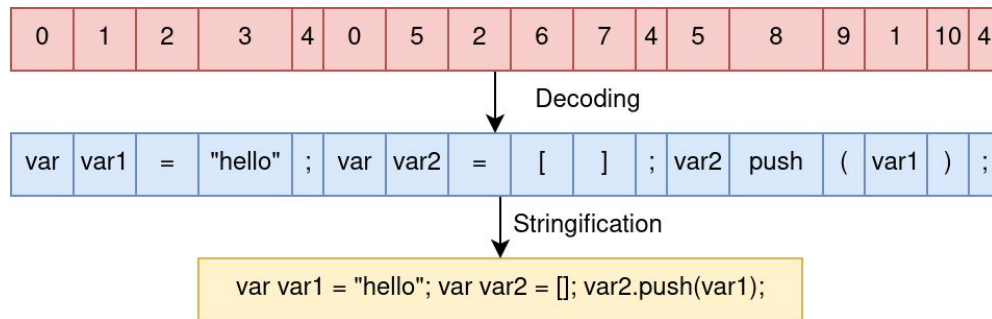 0 1 2 3 4 0 5 2 6 7 4 5 8 9 1 10 4
Decoding
var var1 = "hello" ; var var2 = [ ] ; var2 push ( var1 ) ;
Stringification
var var1 = "hello"; var var2 = []; var2.push(var1);